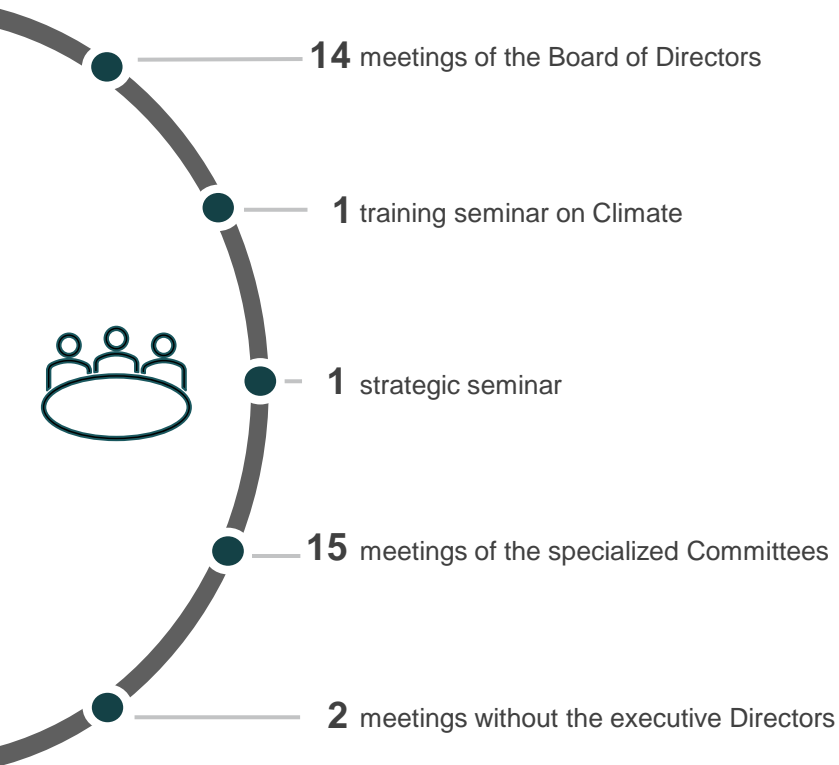 14 meetings of the Board of Directors
1 training seminar on Climate
1 strategic seminar
15 meetings of the specialized Committees
2 meetings without the executive Directors